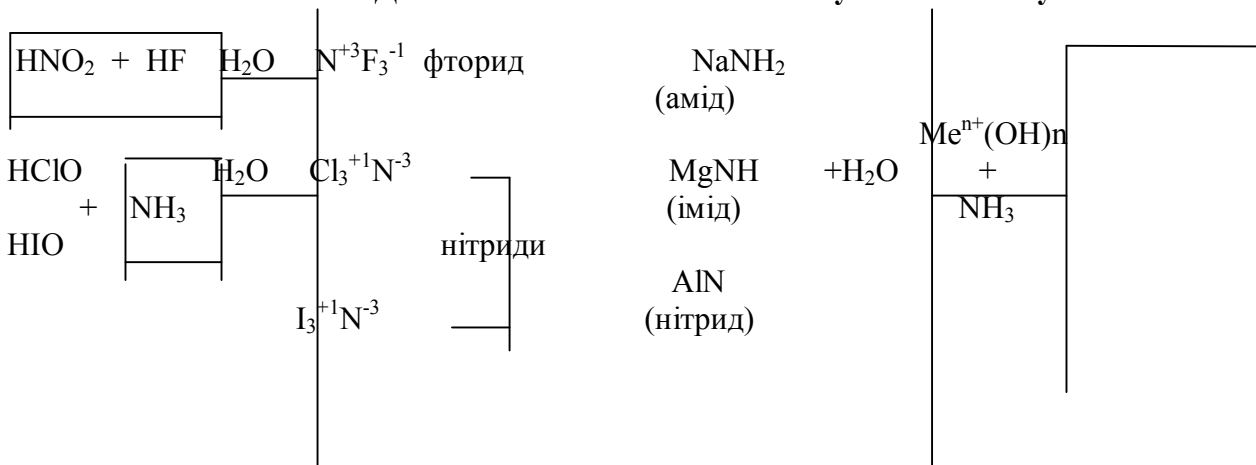 HNO₂ + HF H₂O N⁺³F₃⁻¹ фторид NaNH₂
(амід)
Meⁿ⁺(OH)n
HClO H₂O Cl₃⁺¹N⁻³ MgNH +H₂O +
+ NH₃ (імід) NH₃
HIO нітриди
AlN
I₃⁺¹N⁻³ (нітрид)